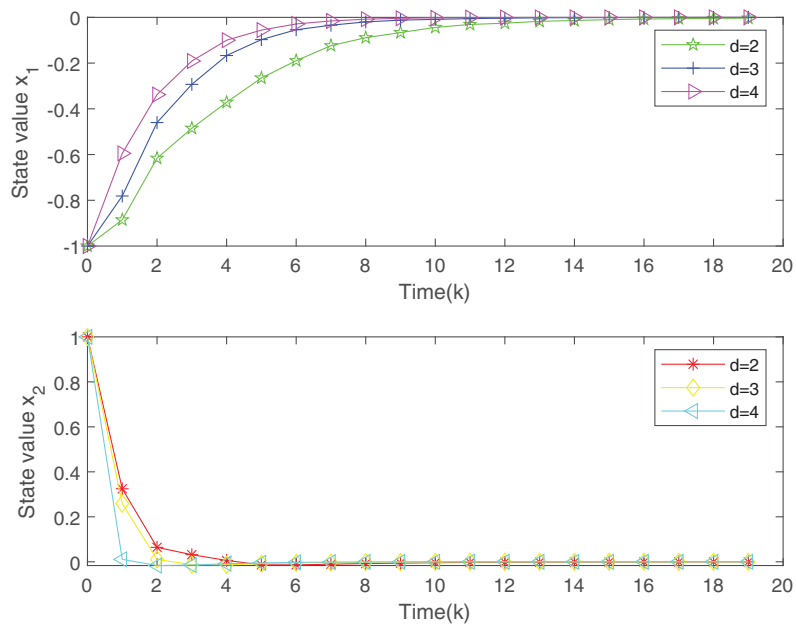 State value x1
0
-0.2
-0.4
-0.6
-0.8
-1
d=2
d=3
d=4
0 2 4 6 8 10 12 14 16 18 20
Time(k)
State value x2
1
0.8
0.6
0.4
0.2
0
d=2
d=3
d=4
0 2 4 6 8 10 12 14 16 18 20
Time(k)